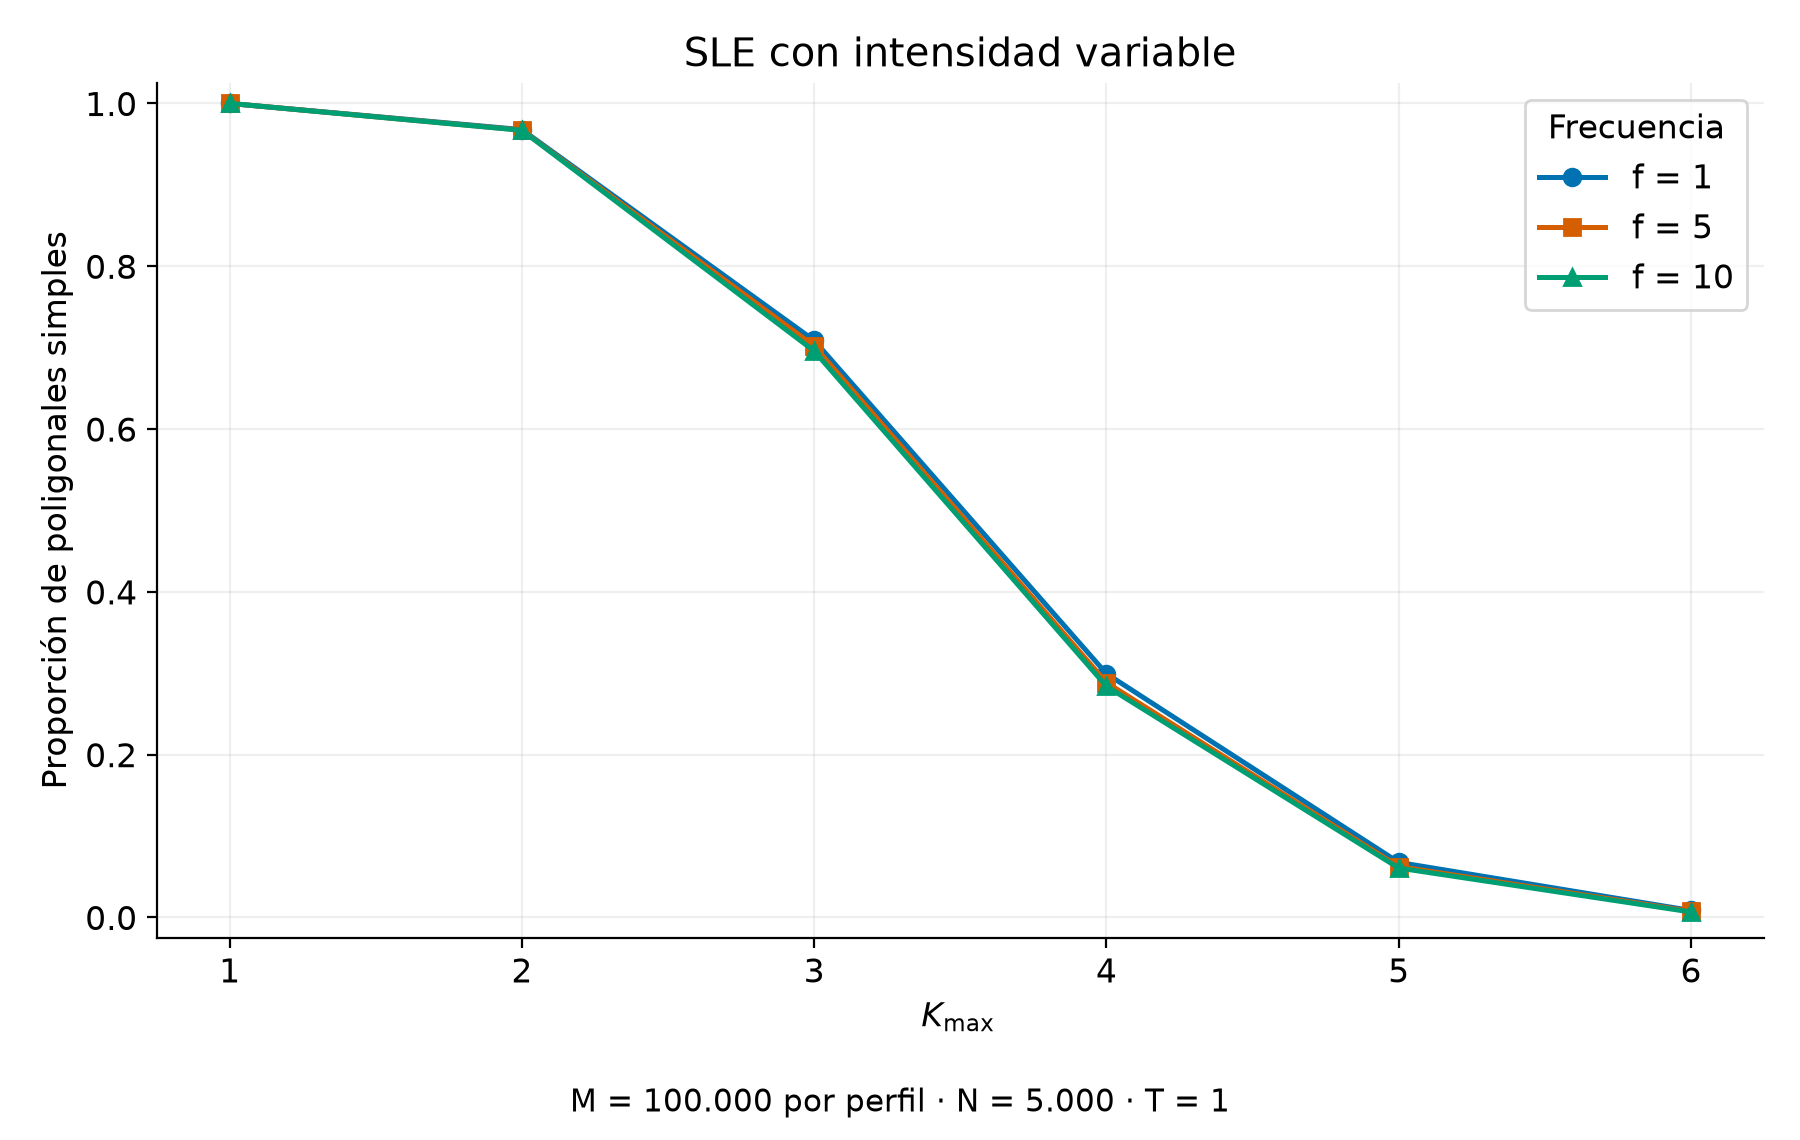 SLE con intensidad variable
Proporción de poligonales simples
1.0
0.8
0.6
0.4
0.2
0.0
Frecuencia
f = 1
f = 5
f = 10
1 2 3 4 5 6
Kmax
M = 100.000 por perfil · N = 5.000 · T = 1